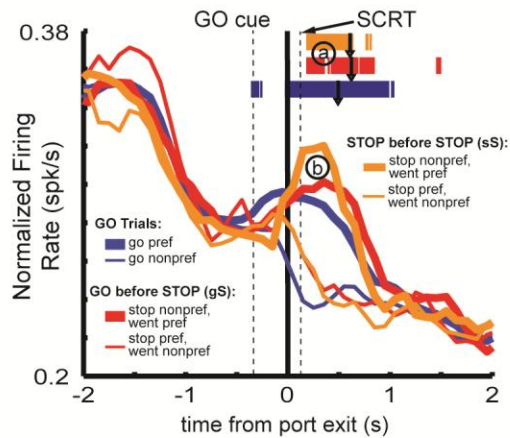 GO cue
SCRT
0.38
a
b
STOP before STOP (sS):
stop nonpref,
went pref
stop pref,
went nonpref
Normalized Firing
Rate (spk/s)
GO Trials:
go pref
go nonpref
GO before STOP (gS):
stop nonpref,
went pref
stop pref,
went nonpref
0.2
-2
-1
0
1
2
time from port exit (s)